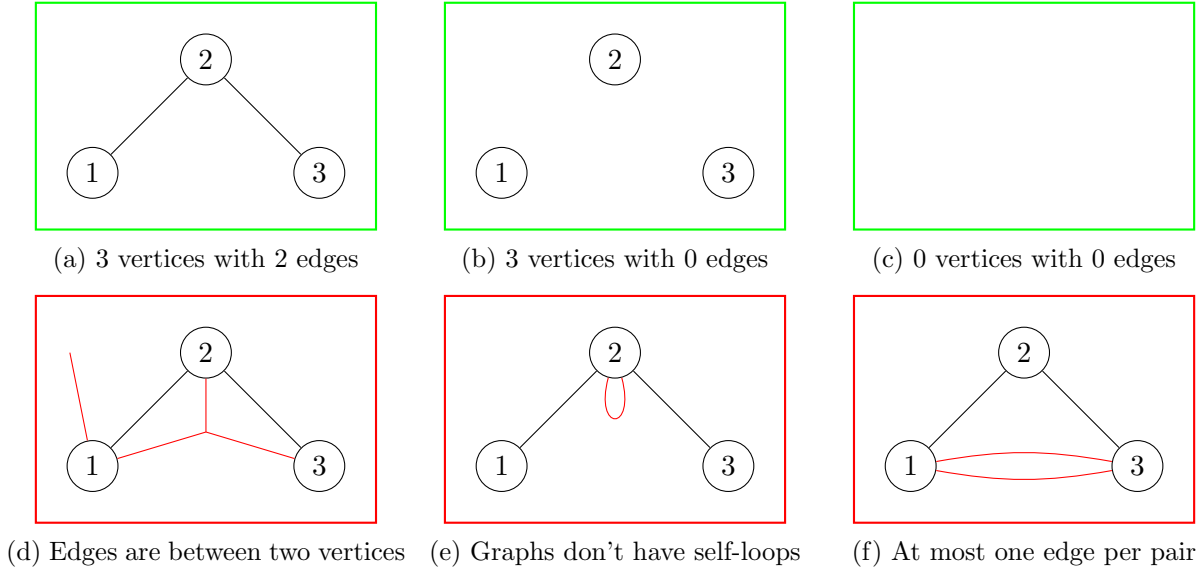 2
1 3
(a) 3 vertices with 2 edges
2
1 3
(b) 3 vertices with 0 edges
(c) 0 vertices with 0 edges
2
1 3
(d) Edges are between two vertices
2
1 3
(e) Graphs don't have self-loops
2
1 3
(f) At most one edge per pair